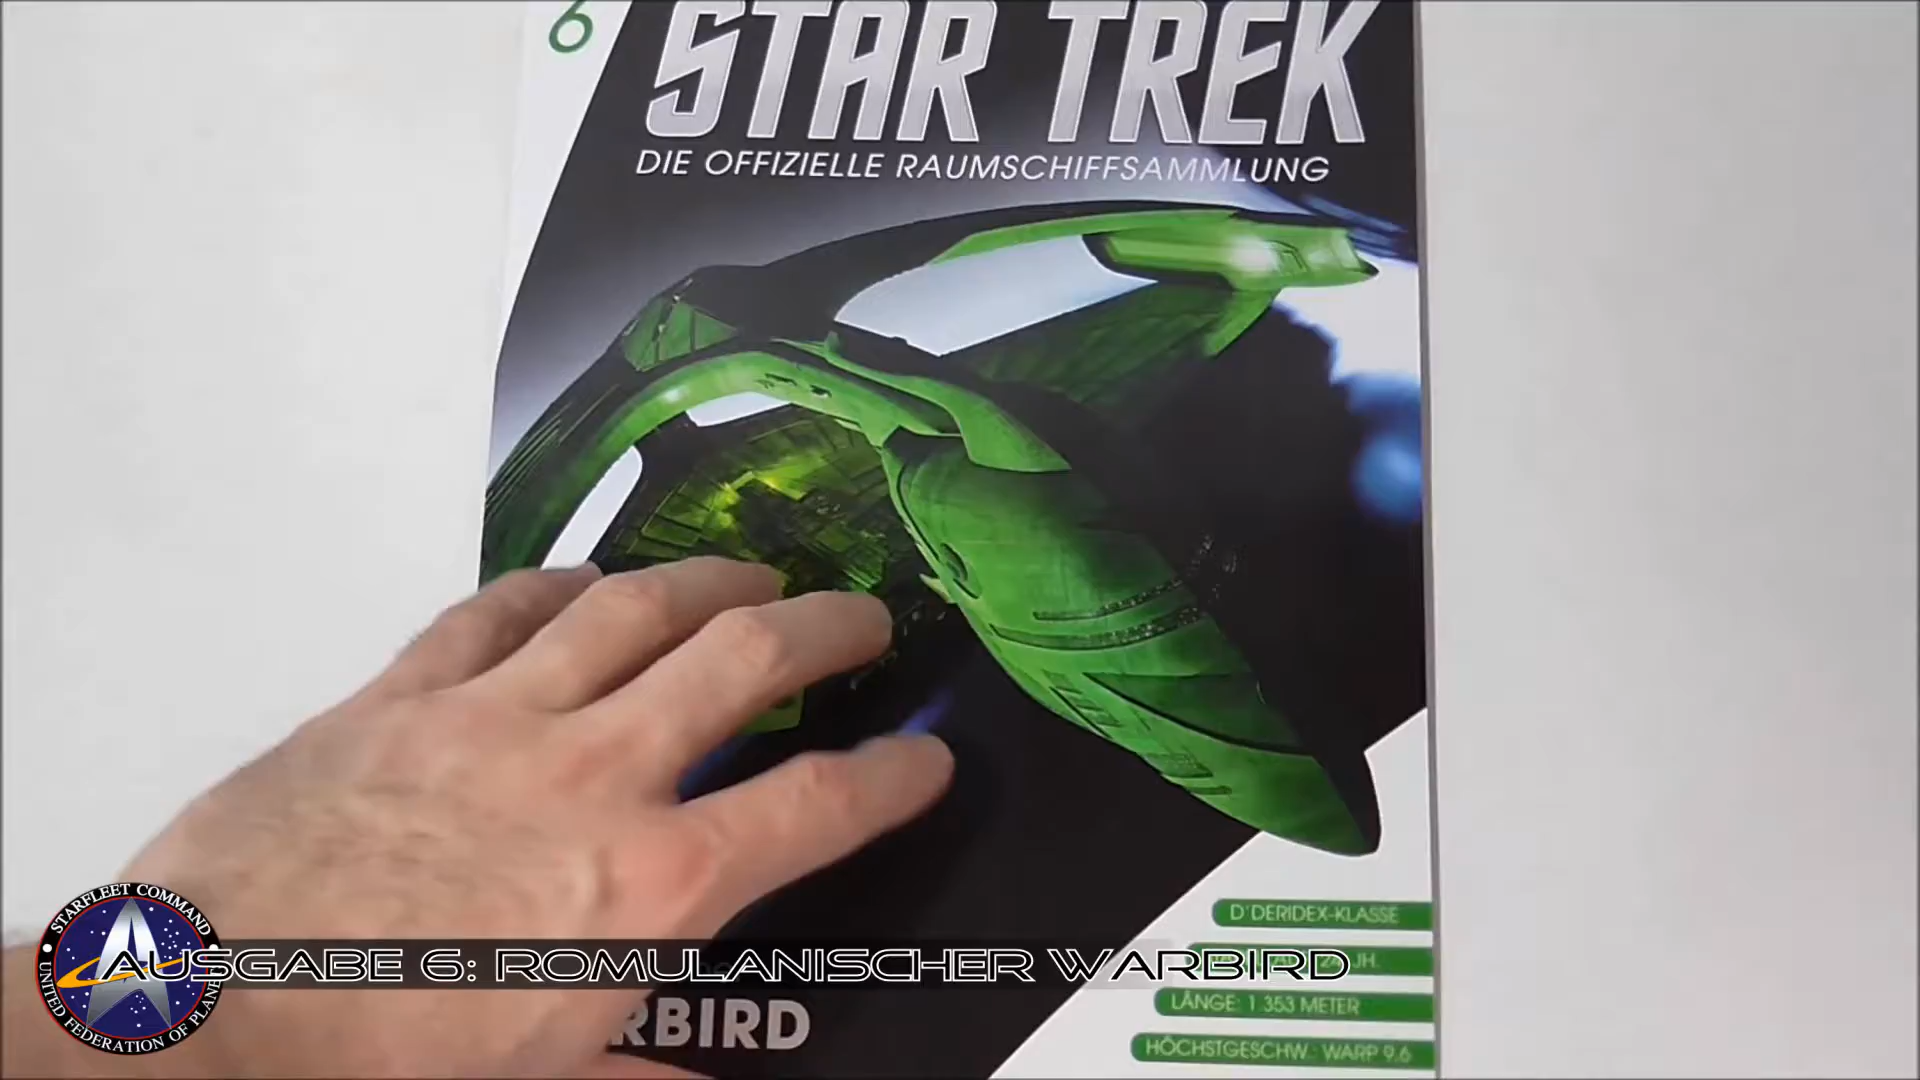 6
STAR TREK
DIE OFFIZIELLE RAUMSCHIFFSAMMLUNG
D'DERIDEX-KLASSE
LÄNGE: 1 353 METER
HÖCHSTGESCHW.: WARP 9,6
RBIRD
AUSGABE 6: ROMULANISCHER WARBIRD
STARFLEET COMMAND
UNITED FEDERATION OF